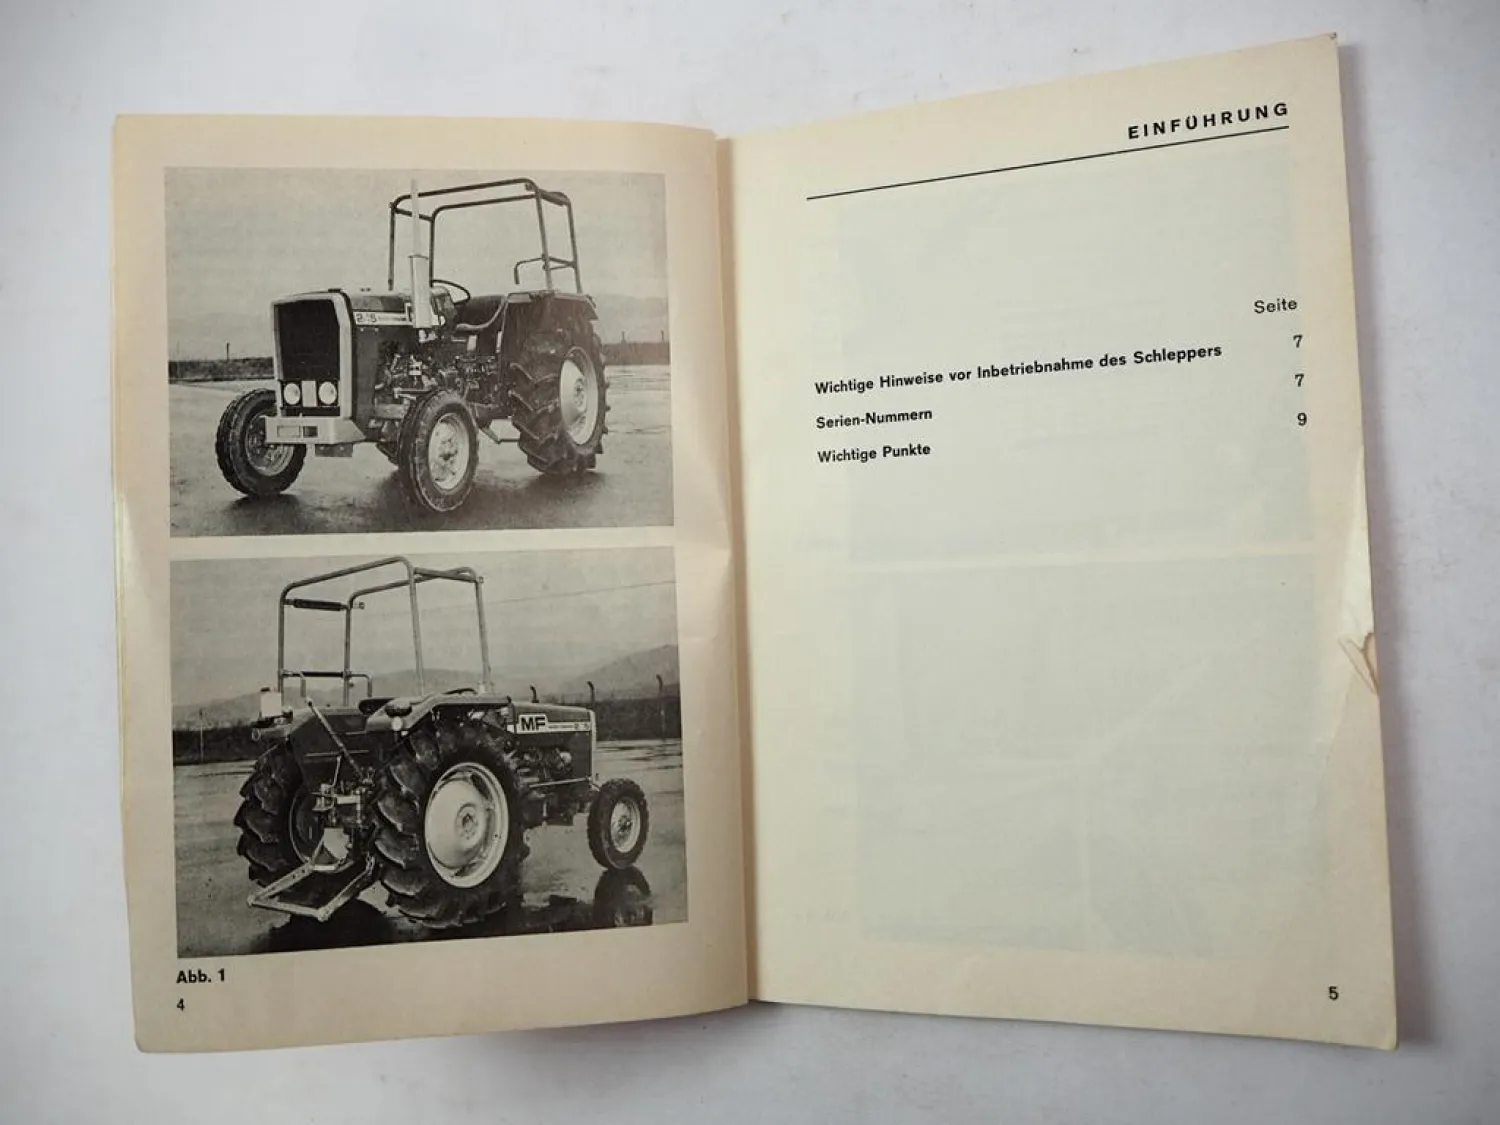 MF
Abb. 1
4
EINFÜHRUNG
Seite
Wichtige Hinweise vor Inbetriebnahme des Schleppers 7
Serien-Nummern 7
Wichtige Punkte 9
5